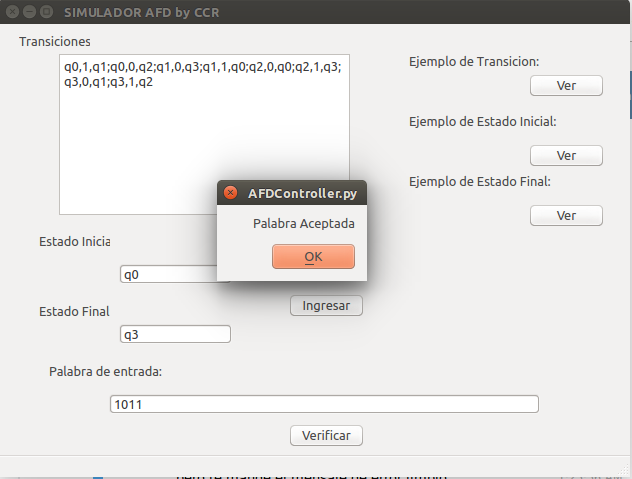 SIMULADOR AFD by CCR
Transiciones
q0,1,q1;q0,0,q2;q1,0,q3;q1,1,q0;q2,0,q0;q2,1,q3;
q3,0,q1;q3,1,q2
Ejemplo de Transicion:
Ver
Ejemplo de Estado Inicial:
Ver
Ejemplo de Estado Final:
Ver
AFDController.py
Palabra Aceptada
OK
Estado Inicia
q0
Ingresar
Estado Final
q3
Palabra de entrada:
1011
Verificar